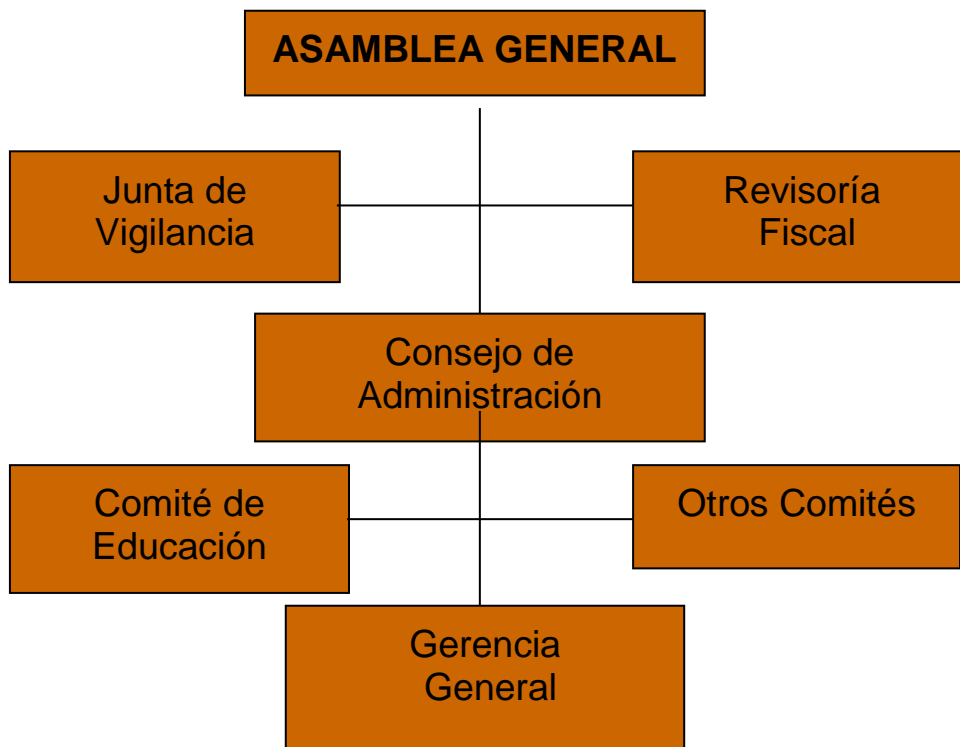 ASAMBLEA GENERAL
Junta de
Vigilancia
Revisoría
Fiscal
Consejo de
Administración
Comité de
Educación
Otros Comités
Gerencia
General